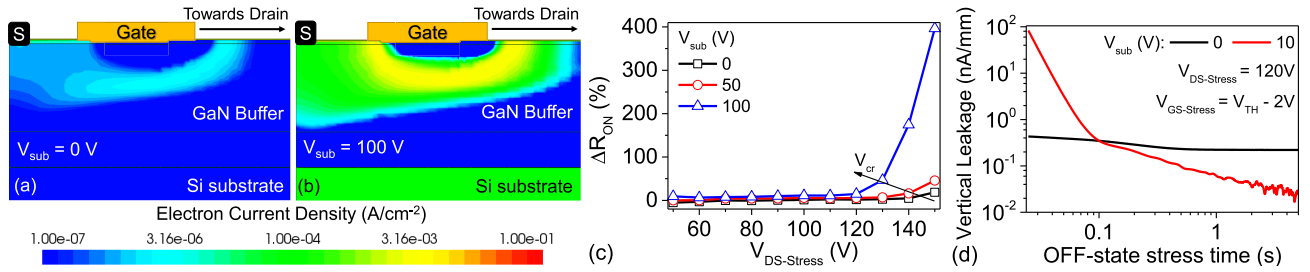 S
Gate
Towards Drain
GaN Buffer
V_sub = 0 V
(a)
Si substrate
S
Gate
Towards Drain
GaN Buffer
V_sub = 100 V
(b)
Si substrate
Electron Current Density (A/cm⁻²)
1.00e-07 3.16e-06 1.00e-04 3.16e-03 1.00e-01
ΔR_ON (%)
400
300
200
100
0
V_sub (V)
0
50
100
V_cr
60 80 100 120 140
V_DS-Stress (V)
(c)
Vertical Leakage (nA/mm)
10²
10¹
10⁰
10⁻¹
10⁻²
V_sub (V): 0 10
V_DS-Stress = 120V
V_GS-Stress = V_TH - 2V
0.1 1
OFF-state stress time (s)
(d)